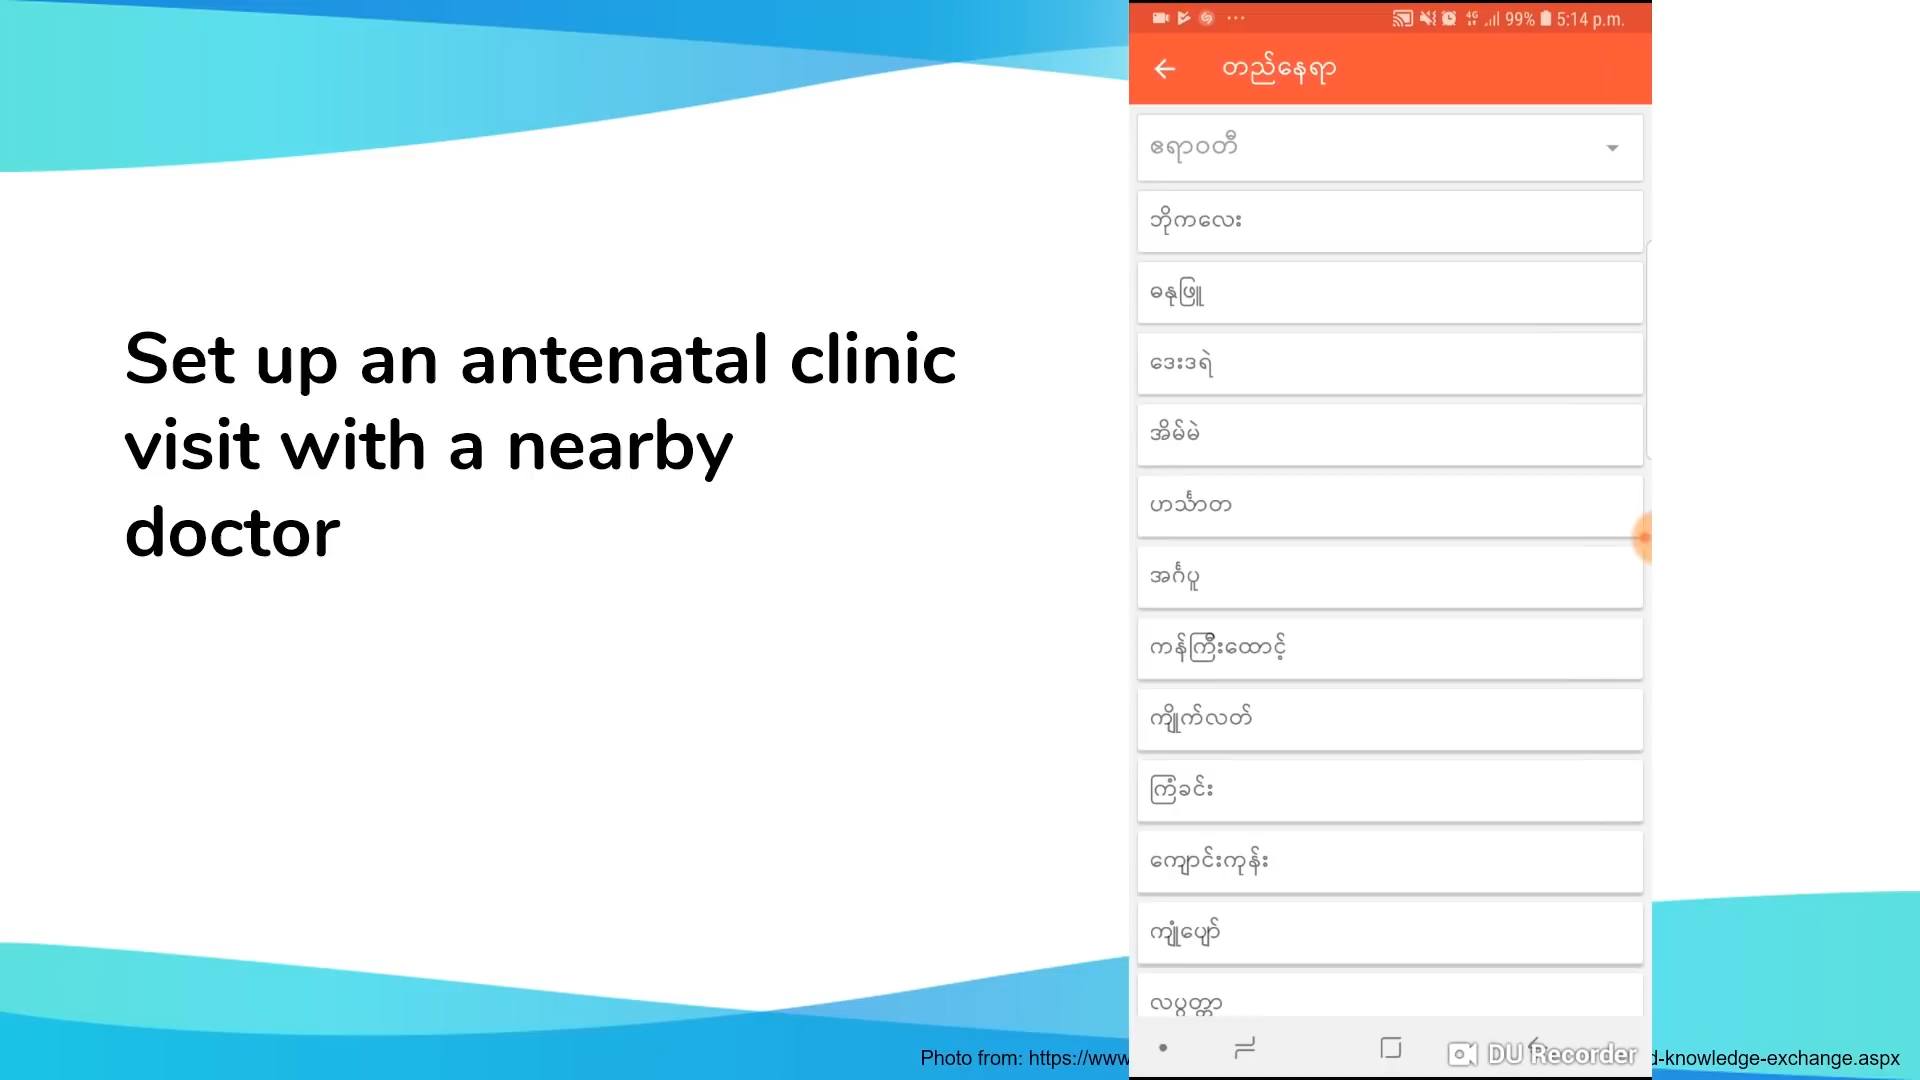 Set up an antenatal clinic
visit with a nearby
doctor
99% 5:14 p.m.
တည်နေရာ
ဧရာဝတီ
ဘိုကလေး
ဓနုဖြူ
ဒေးဒရဲ
အိမ်မဲ
ဟင်္သာတ
အင်္ဂပူ
ကန်ကြီးထောင့်
ကျိုက်လတ်
ကြံခင်း
ကျောင်းကုန်း
ကျုံပျော်
လပွတ္တာ
DU Recorder
Photo from: https://www
d-knowledge-exchange.aspx